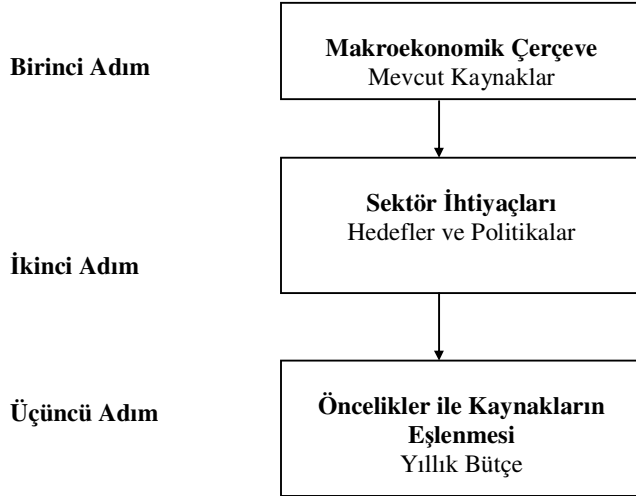 Birinci Adım
Makroekonomik Çerçeve
Mevcut Kaynaklar
İkinci Adım
Sektör İhtiyaçları
Hedefler ve Politikalar
Üçüncü Adım
Öncelikler ile Kaynakların
Eşlenmesi
Yıllık Bütçe